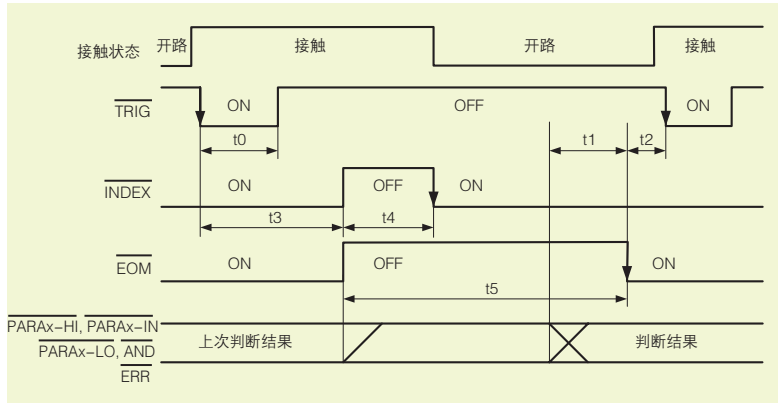 接触状态 开路 接触 开路 接触
TRIG ON OFF ON
t0 t1 t2
INDEX ON OFF ON
t3 t4
EOM ON OFF ON
t5
PARAx-HI, PARAx-IN
PARAx-LO, AND 上次判断结果 判断结果
ERR